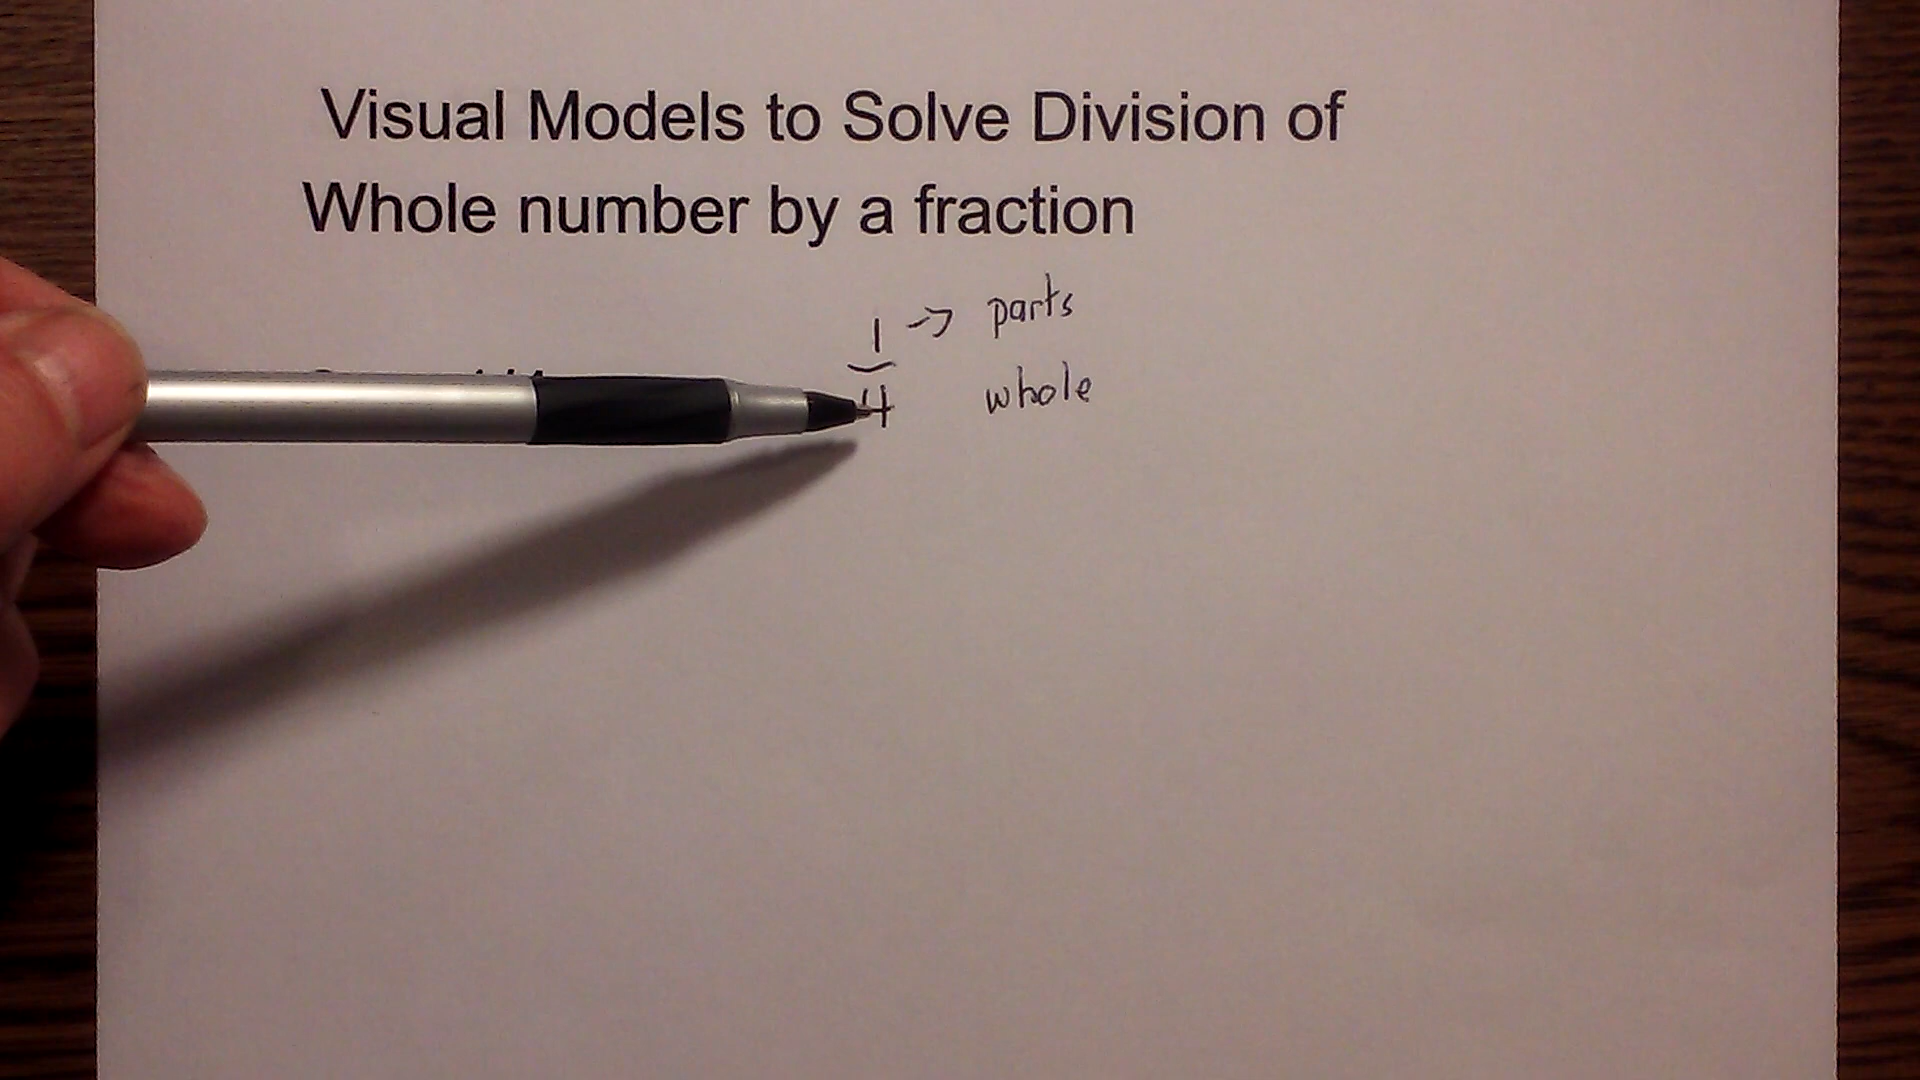 Visual Models to Solve Division of
Whole number by a fraction
1 -> parts
4 whole